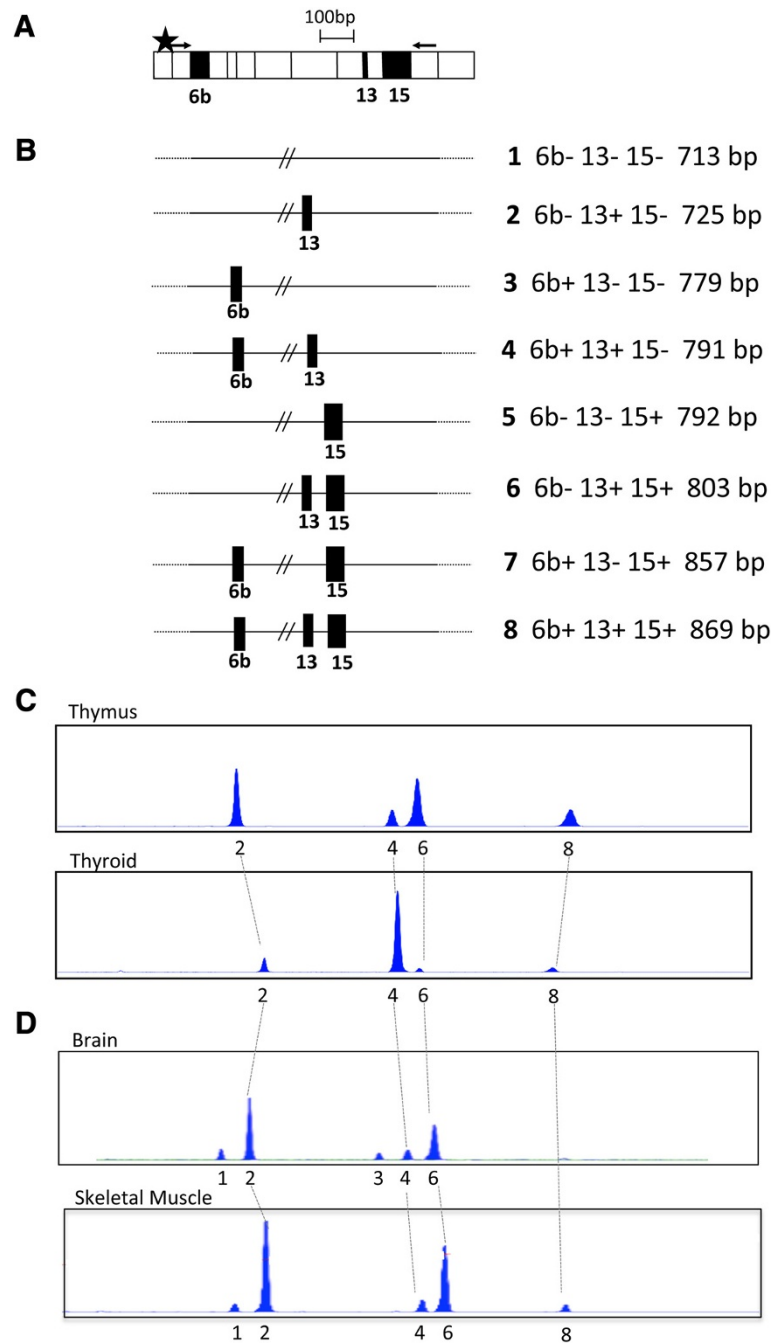 A
100bp
6b 13 15
B
1 6b- 13- 15- 713 bp
2 6b- 13+ 15- 725 bp
13
3 6b+ 13- 15- 779 bp
6b
4 6b+ 13+ 15- 791 bp
6b 13
5 6b- 13- 15+ 792 bp
15
6 6b- 13+ 15+ 803 bp
13 15
7 6b+ 13- 15+ 857 bp
6b 15
8 6b+ 13+ 15+ 869 bp
6b 13 15
C
Thymus
2 4 6 8
Thyroid
2 4 6 8
D
Brain
1 2 3 4 6
Skeletal Muscle
1 2 4 6 8